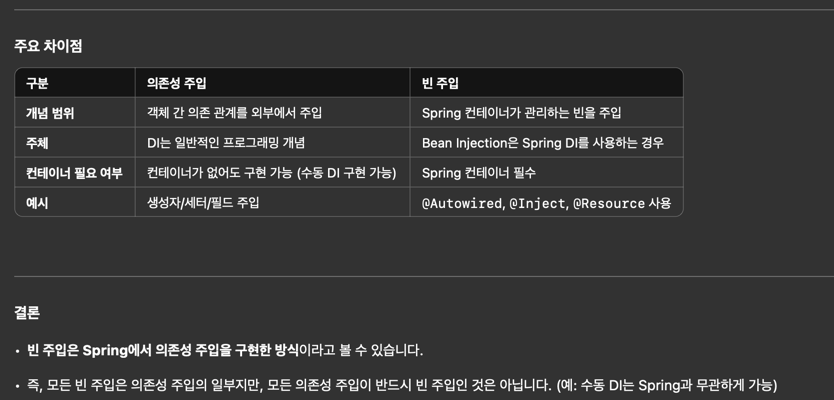 주요 차이점
구분 의존성 주입 빈 주입
개념 범위 객체 간 의존 관계를 외부에서 주입 Spring 컨테이너가 관리하는 빈을 주입
주체 DI는 일반적인 프로그래밍 개념 Bean Injection은 Spring DI를 사용하는 경우
컨테이너 필요 여부 컨테이너가 없어도 구현 가능 (수동 DI 구현 가능) Spring 컨테이너 필수
예시 생성자/세터/필드 주입 @Autowired, @Inject, @Resource 사용
결론
• 빈 주입은 Spring에서 의존성 주입을 구현한 방식이라고 볼 수 있습니다.
• 즉, 모든 빈 주입은 의존성 주입의 일부지만, 모든 의존성 주입이 반드시 빈 주입인 것은 아닙니다. (예: 수동 DI는 Spring과 무관하게 가능)